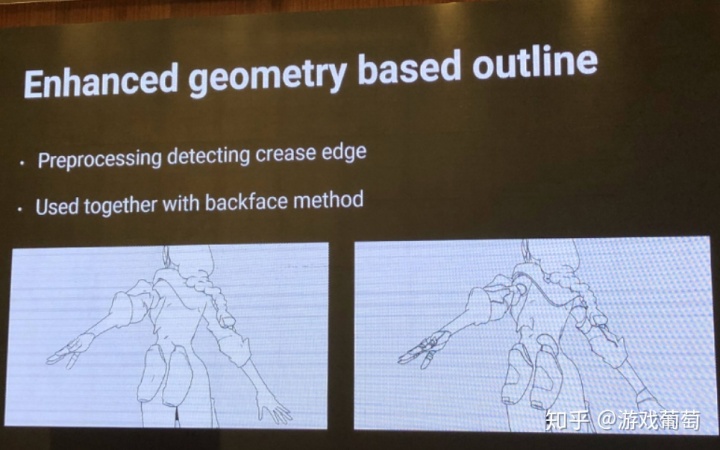 Enhanced geometry based outline
· Preprocessing detecting crease edge
· Used together with backface method
知乎 @游戏葡萄